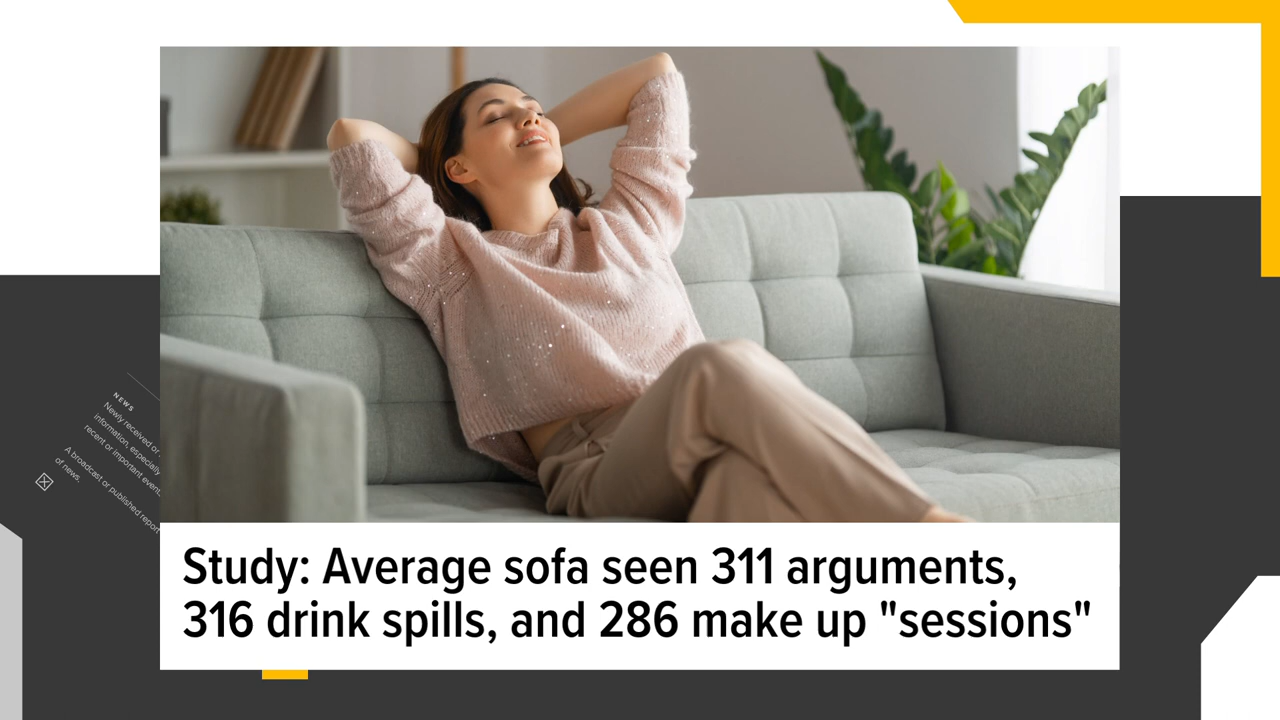 NEWS
Newly received or
information, especially
recent or important event.
A broadcast or published report
of news.
Study: Average sofa seen 311 arguments,
316 drink spills, and 286 make up "sessions"